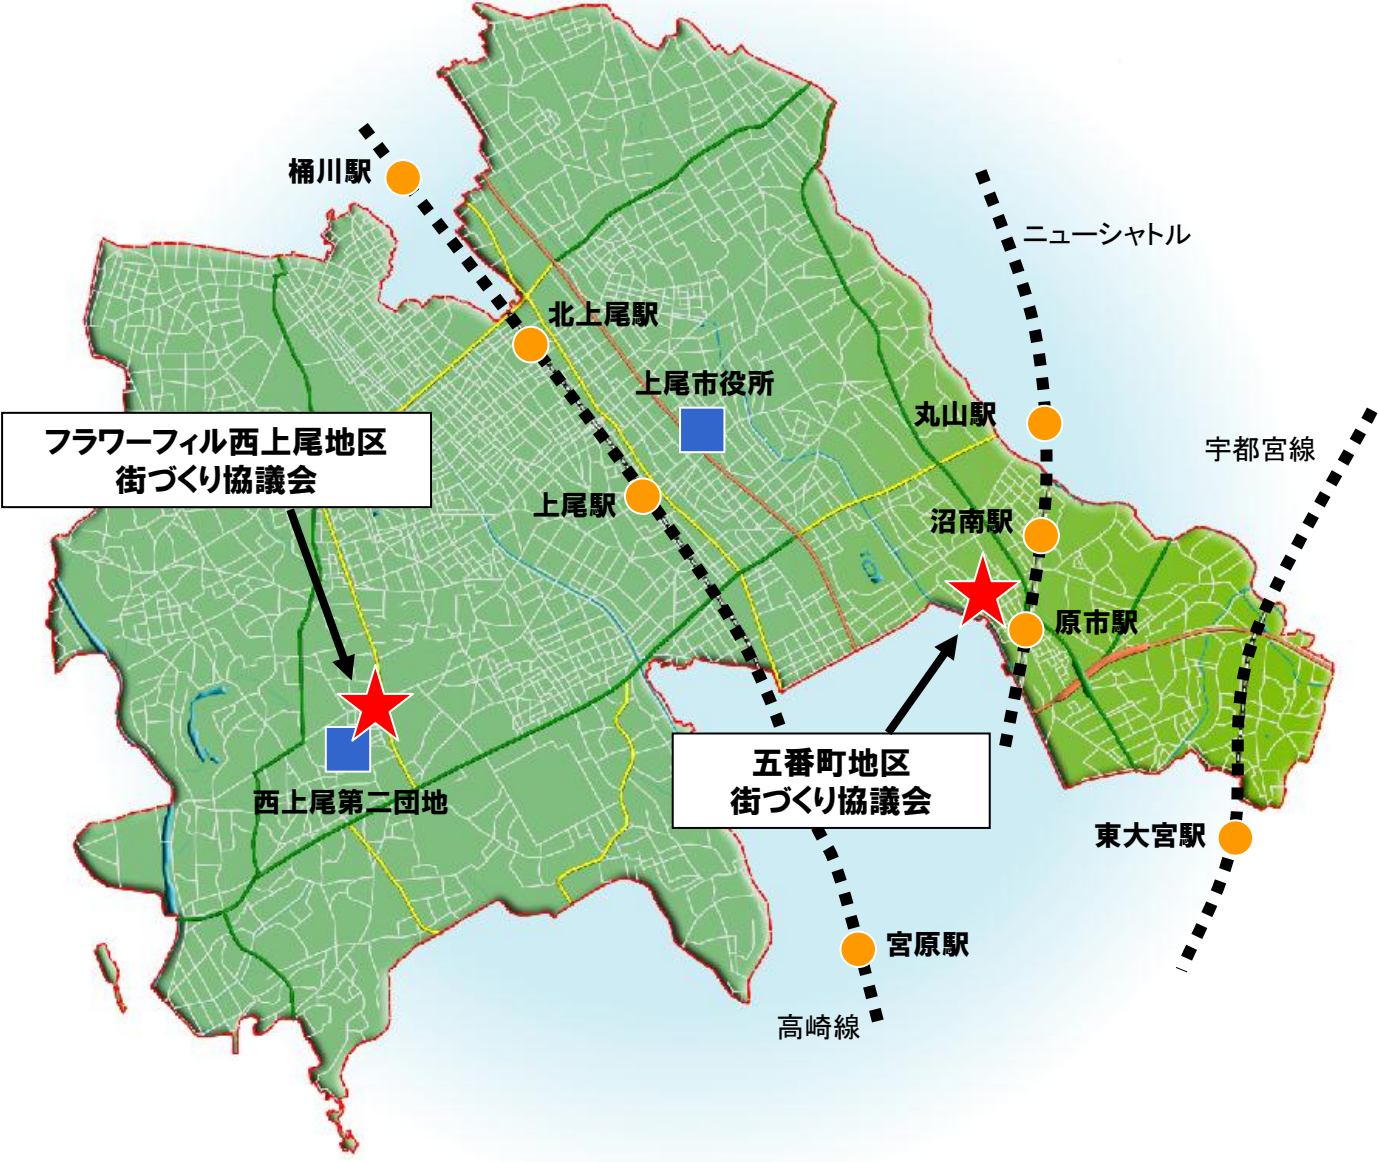 桶川駅
ニューシャトル
北上尾駅
上尾市役所
丸山駅
フラワーフィル西上尾地区
街づくり協議会
宇都宮線
上尾駅
沼南駅
原市駅
五番町地区
街づくり協議会
西上尾第二団地
東大宮駅
宮原駅
高崎線